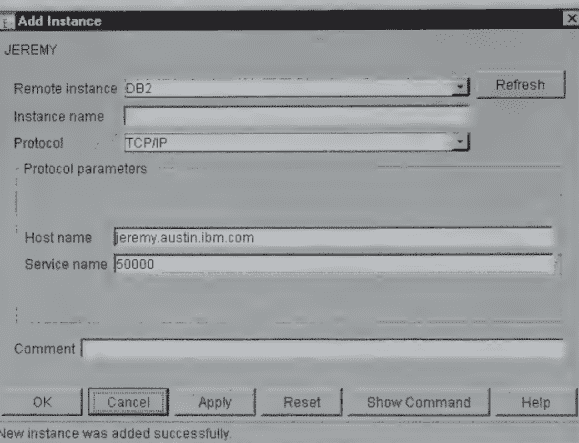 Add Instance
JEREMY
Remote instance DB2 Refresh
Instance name
Protocol TCP/IP
Protocol parameters
Host name jeremy.austin.ibm.com
Service name 50000
Comment
OK Cancel Apply Reset Show Command Help
New instance was added successfully.